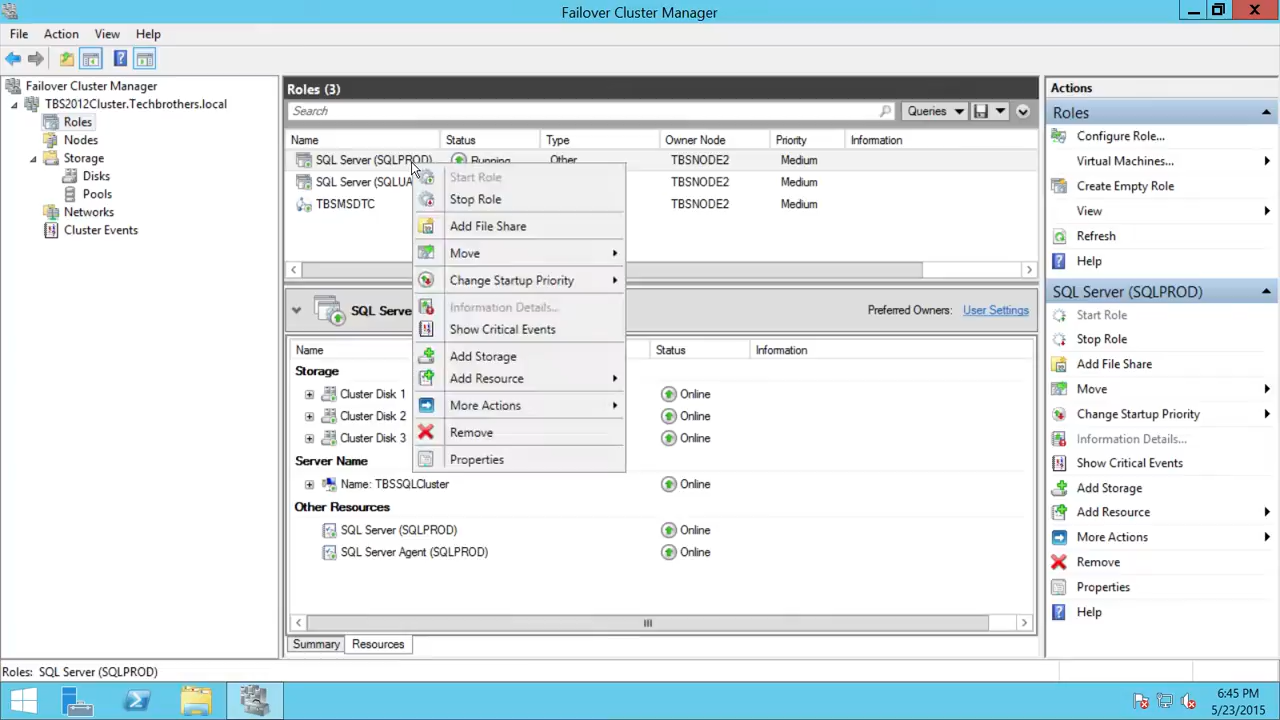 Failover Cluster Manager
File Action View Help
Failover Cluster Manager
TBS2012Cluster.Techbrothers.local
Roles
Nodes
Storage
Disks
Pools
Networks
Cluster Events
Roles (3)
Search
Queries
Name Status Type Owner Node Priority Information
SQL Server (SQLPROD) Running Other TBSNODE2 Medium
SQL Server (SQLUA TBSNODE2 Medium
TBSMSDTC TBSNODE2 Medium
Start Role
Stop Role
Add File Share
Move
Change Startup Priority
Information Details...
Show Critical Events
Add Storage
Add Resource
More Actions
Remove
Properties
SQL Serve Preferred Owners: User Settings
Name Status Information
Storage
Cluster Disk 1 Online
Cluster Disk 2 Online
Cluster Disk 3 Online
Server Name
Name: TBSSQLCluster Online
Other Resources
SQL Server (SQLPROD) Online
SQL Server Agent (SQLPROD) Online
Summary Resources
Actions
Roles
Configure Role...
Virtual Machines...
Create Empty Role
View
Refresh
Help
SQL Server (SQLPROD)
Start Role
Stop Role
Add File Share
Move
Change Startup Priority
Information Details...
Show Critical Events
Add Storage
Add Resource
More Actions
Remove
Properties
Help
Roles: SQL Server (SQLPROD)
6:45 PM
5/23/2015